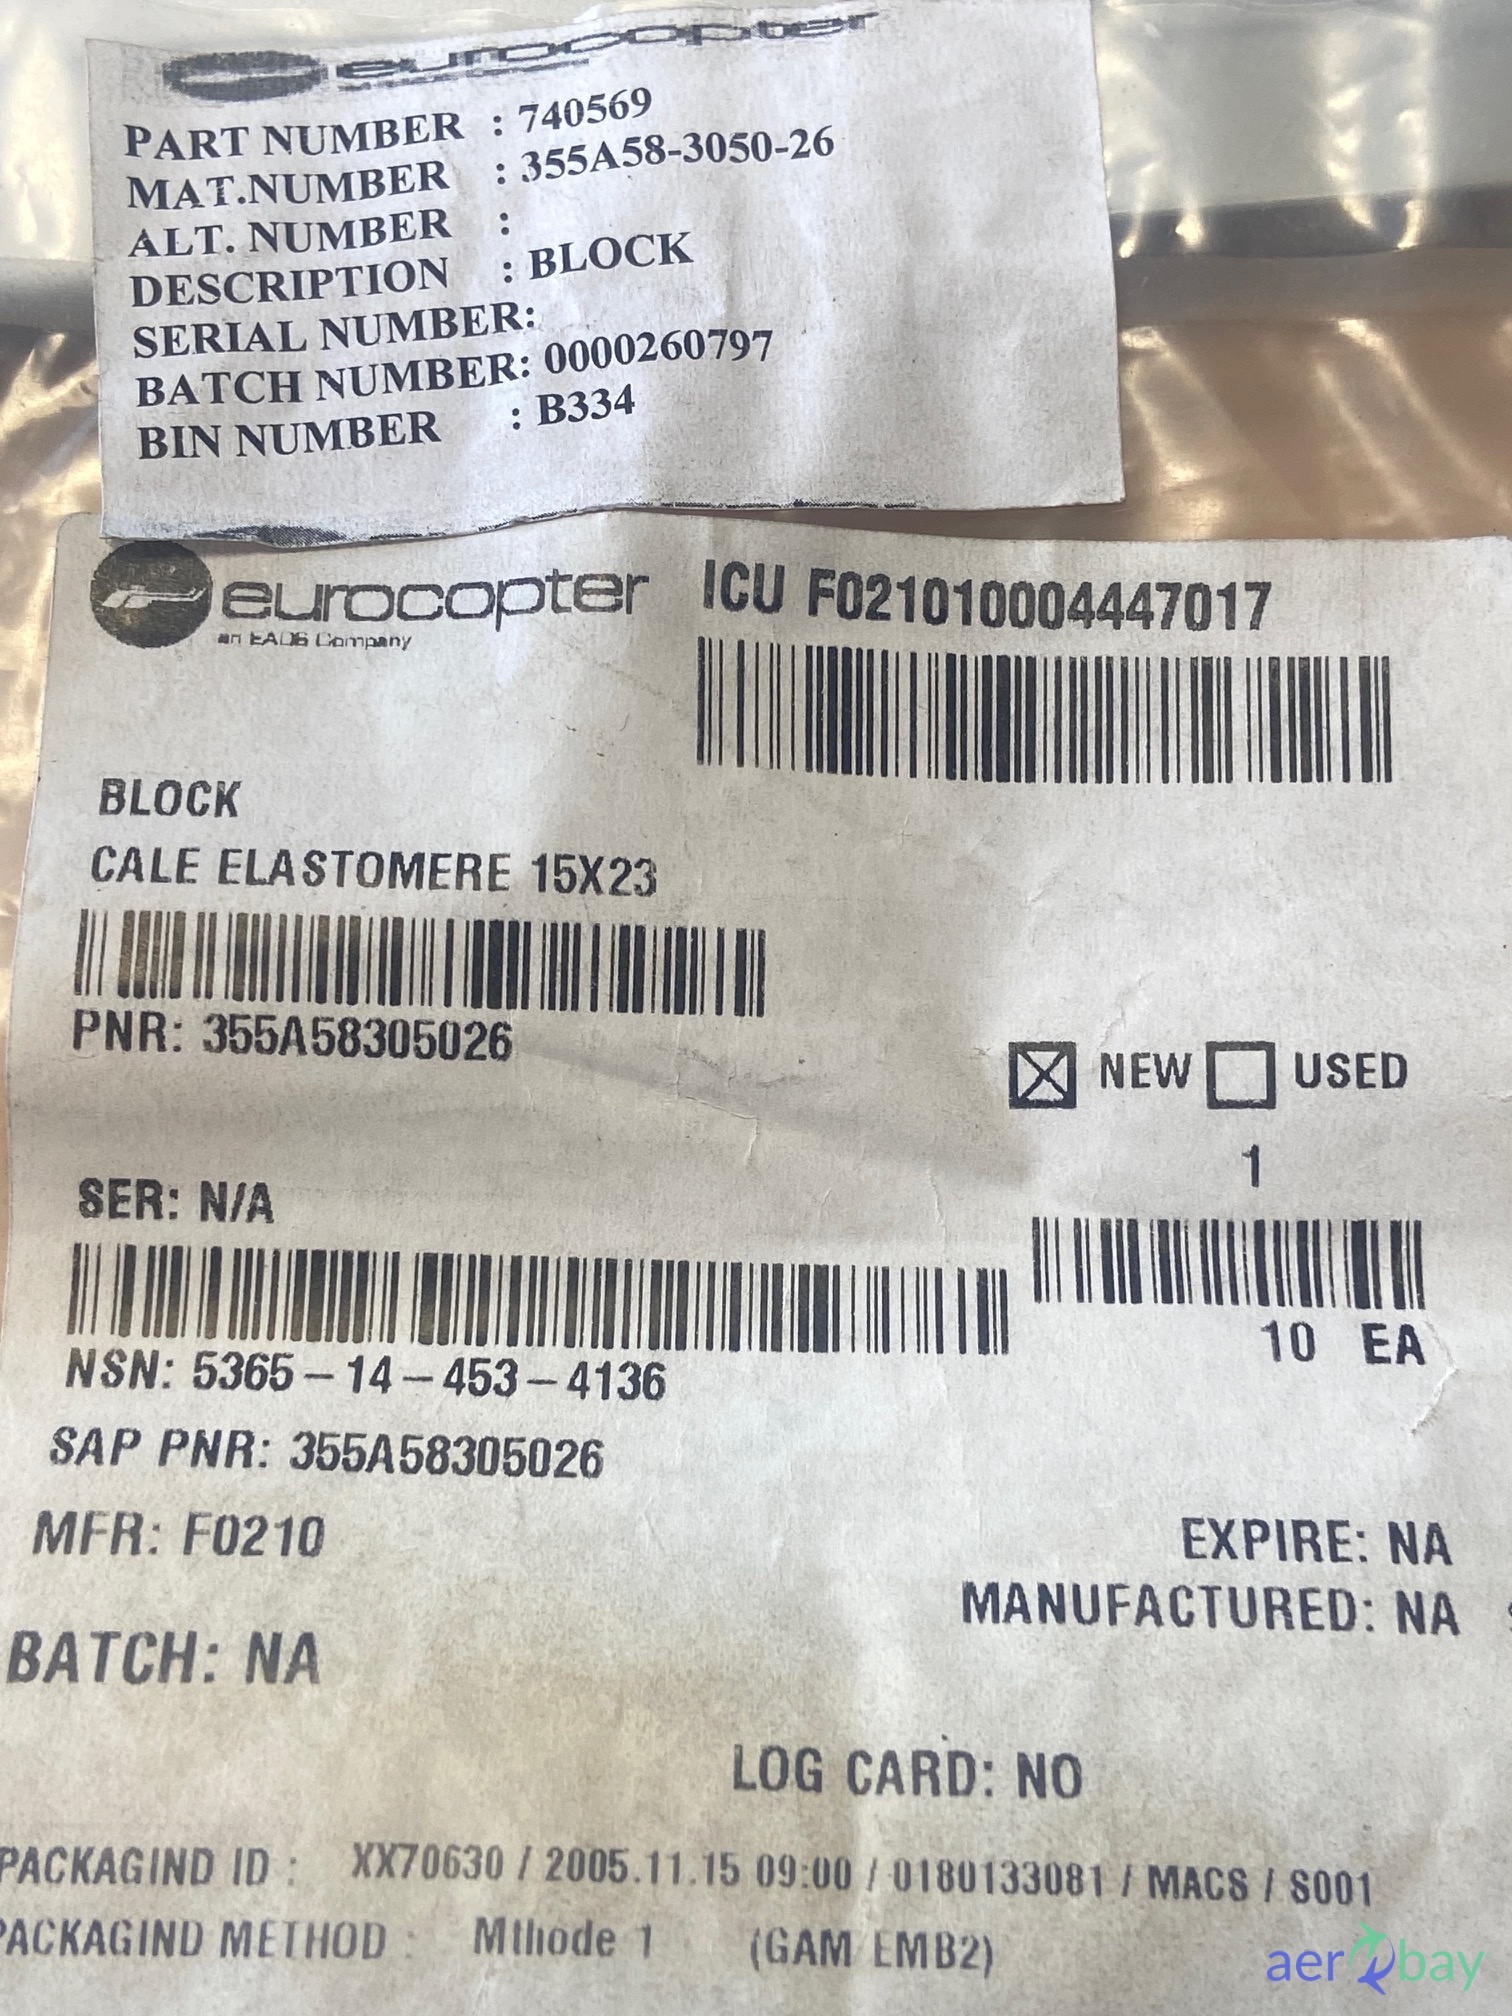 eurocopter
PART NUMBER : 740569
MAT.NUMBER : 355A58-3050-26
ALT. NUMBER :
DESCRIPTION : BLOCK
SERIAL NUMBER:
BATCH NUMBER: 0000260797
BIN NUMBER : B334
eurocopter
an EADS Company
ICU F021010004447017
BLOCK
CALE ELASTOMERE 15X23
PNR: 355A58305026
NEW USED
1
SER: N/A
10 EA
NSN: 5365-14-453-4136
SAP PNR: 355A58305026
MFR: F0210
EXPIRE: NA
MANUFACTURED: NA
BATCH: NA
LOG CARD: NO
PACKAGIND ID : XX70630 / 2005.11.15 09:00 / 0180133081 / MACS / S001
PACKAGIND METHOD : Mthode 1 (GAM EMB2)
aerobay